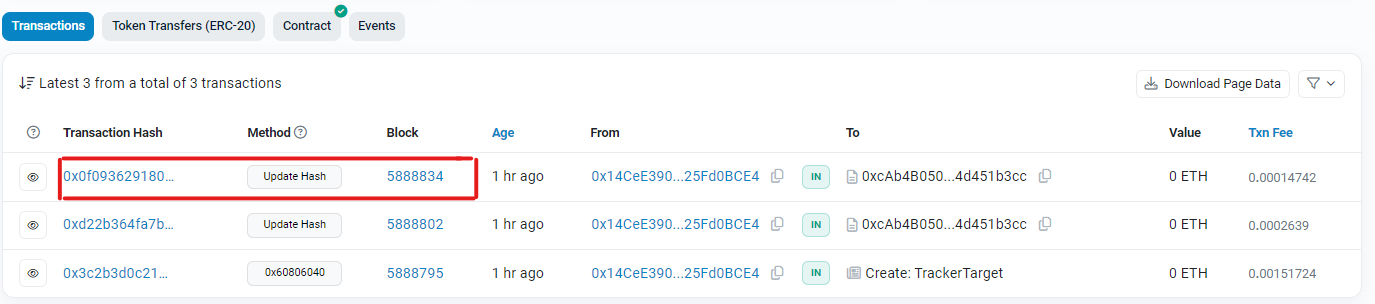 Transactions Token Transfers (ERC-20) Contract Events
Latest 3 from a total of 3 transactions Download Page Data
Transaction Hash Method Block Age From To Value Txn Fee
0x0f093629180... Update Hash 5888834 1 hr ago 0x14CeE390...25Fd0BCE4 IN 0xcAb4B050...4d451b3cc 0 ETH 0.00014742
0xd22b364fa7b... Update Hash 5888802 1 hr ago 0x14CeE390...25Fd0BCE4 IN 0xcAb4B050...4d451b3cc 0 ETH 0.0002639
0x3c2b3d0c21... 0x60806040 5888795 1 hr ago 0x14CeE390...25Fd0BCE4 IN Create: TrackerTarget 0 ETH 0.00151724